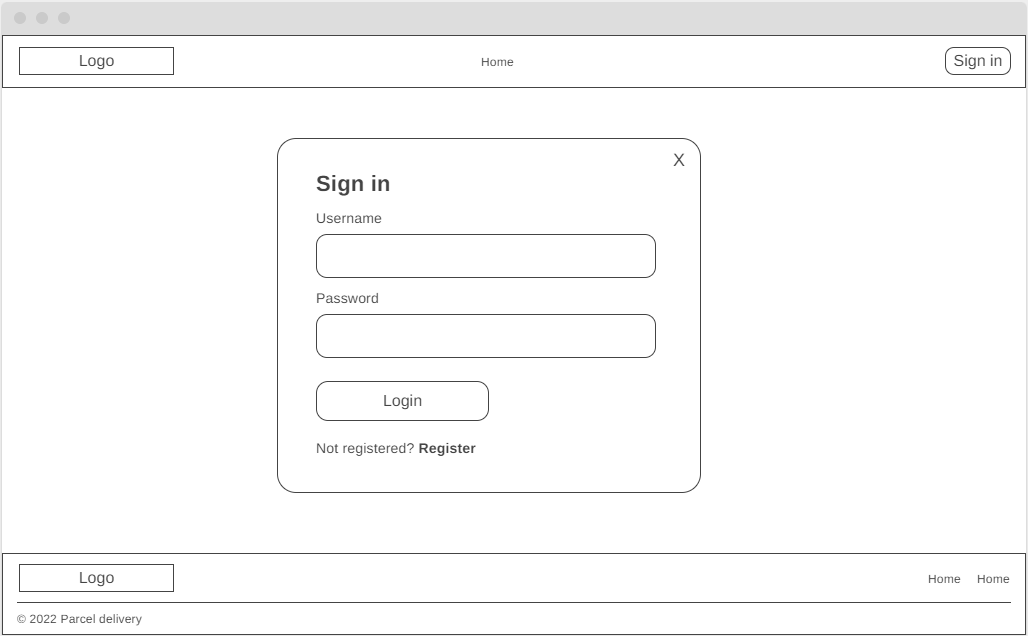 Logo
Home
Sign in
X
Sign in
Username
Password
Login
Not registered? Register
Logo
Home Home
© 2022 Parcel delivery